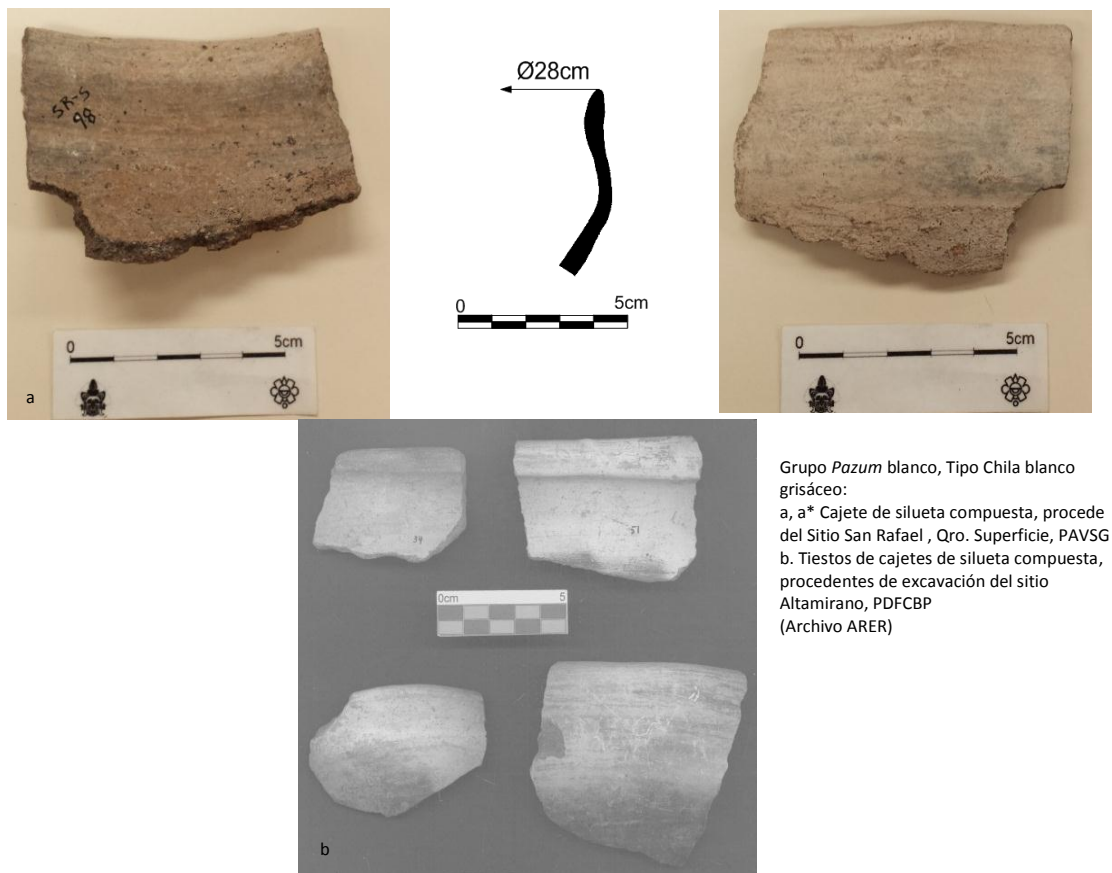 SR-S
98
0 5cm
a
Ø28cm
0 5cm
0 5cm
34
51
0cm 5
b
Grupo Pazum blanco, Tipo Chila blanco
grisáceo:
a, a* Cajete de silueta compuesta, procede
del Sitio San Rafael , Qro. Superficie, PAVSG
b. Tiestos de cajetes de silueta compuesta,
procedentes de excavación del sitio
Altamirano, PDFCBP
(Archivo ARER)